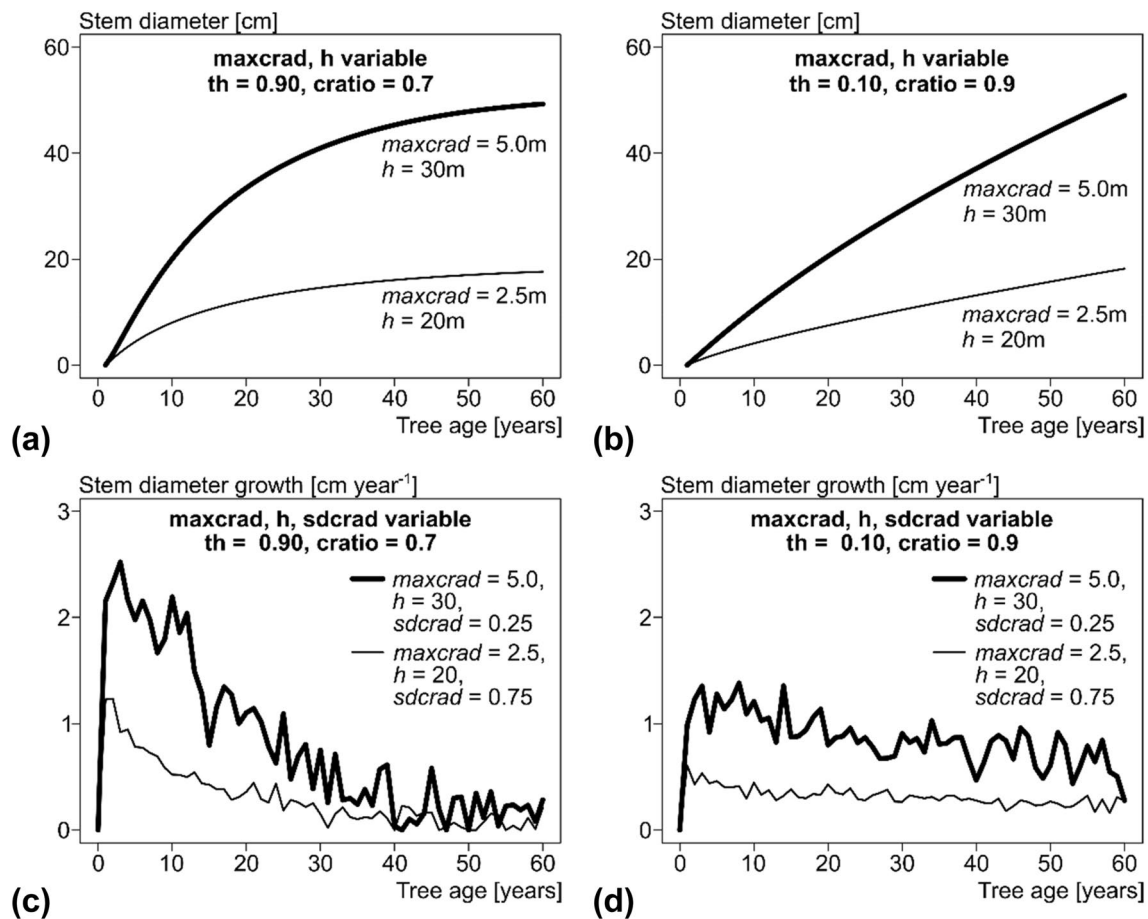 Stem diameter [cm]
maxcrad, h variable
th = 0.90, cratio = 0.7
60
40
20
0
maxcrad = 5.0m
h = 30m
maxcrad = 2.5m
h = 20m
0 10 20 30 40 50 60
Tree age [years]
(a)
Stem diameter [cm]
maxcrad, h variable
th = 0.10, cratio = 0.9
60
40
20
0
maxcrad = 5.0m
h = 30m
maxcrad = 2.5m
h = 20m
0 10 20 30 40 50 60
Tree age [years]
(b)
Stem diameter growth [cm year⁻¹]
maxcrad, h, sdcrad variable
th = 0.90, cratio = 0.7
3
2
1
0
maxcrad = 5.0,
h = 30,
sdcrad = 0.25
maxcrad = 2.5,
h = 20,
sdcrad = 0.75
0 10 20 30 40 50 60
Tree age [years]
(c)
Stem diameter growth [cm year⁻¹]
maxcrad, h, sdcrad variable
th = 0.10, cratio = 0.9
3
2
1
0
maxcrad = 5.0,
h = 30,
sdcrad = 0.25
maxcrad = 2.5,
h = 20,
sdcrad = 0.75
0 10 20 30 40 50 60
Tree age [years]
(d)